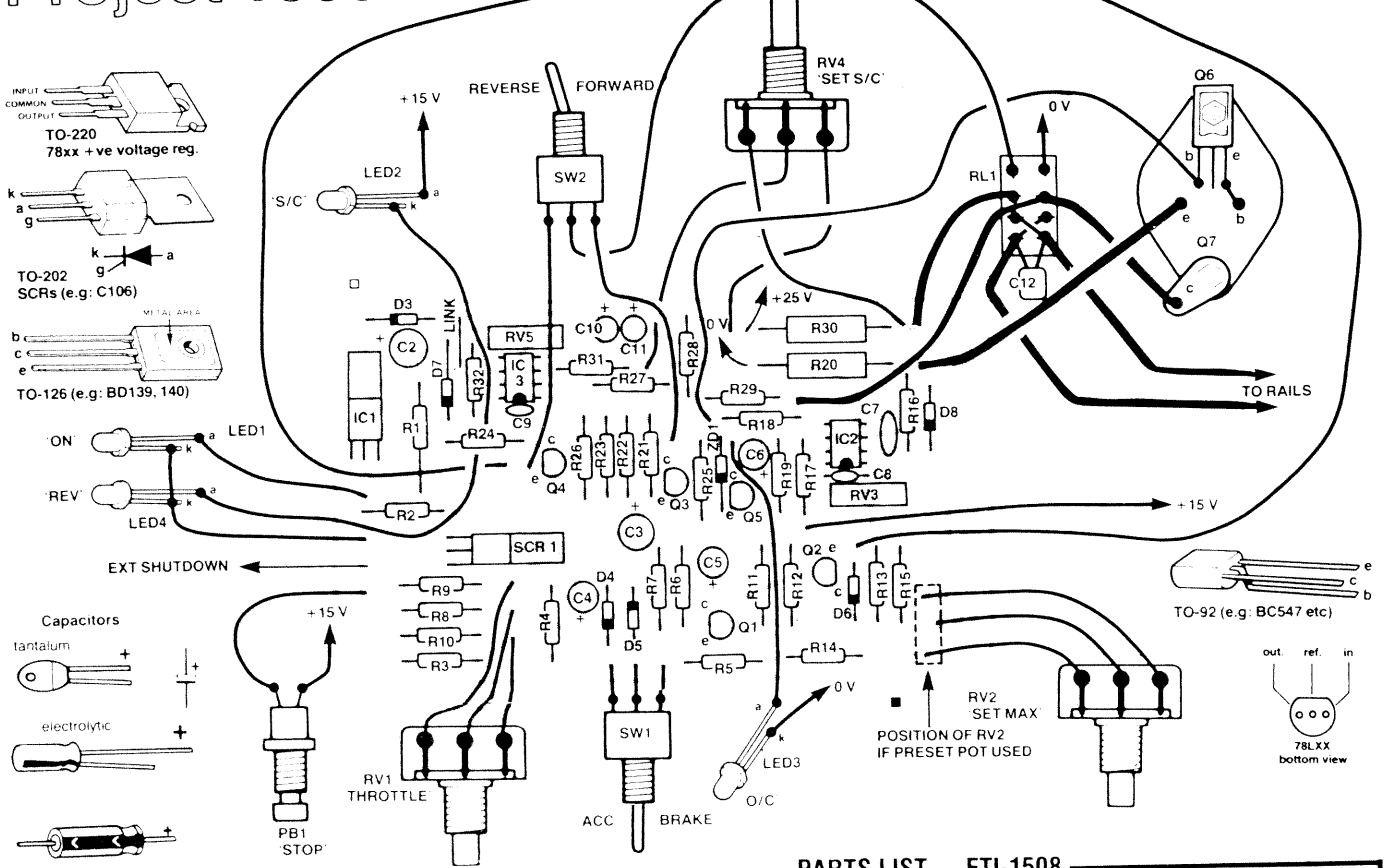 Project
INPUT
COMMON
OUTPUT
TO-220
78xx +ve voltage reg.
k
a
g
k
a
g
TO-202
SCRs (e.g: C106)
METAL AREA
b
c
e
TO-126 (e.g: BD139, 140)
'ON'
a
k
LED1
'REV'
a
k
LED4
EXT SHUTDOWN
Capacitors
tantalum
+
+
electrolytic
+
+
+15 V
LED2
'S/C'
a
k
REVERSE
FORWARD
SW2
RV4
'SET S/C'
0 V
RL1
C12
Q6
b
e
e
b
Q7
c
TO RAILS
D3
+
C2
LINK
D7
R32
RV5
IC
3
C9
IC1
R1
R24
R2
+
+
C10
C11
R31
R27
R28
0 V
+25 V
R30
R20
R29
R18
C7
R16
D8
IC2
C8
RV3
c
e
Q4
R26
R23
R22
R21
c
e
Q3
R25
ZD1
C6
+
c
Q5
R19
R17
+15 V
SCR 1
+
C3
R9
R8
R10
R3
R4
C4
+
D4
D5
R7
R6
C5
+
c
e
Q1
R5
R11
R12
Q2
e
c
D6
R13
R15
R14
+15 V
PB1
'STOP'
RV1
THROTTLE'
SW1
ACC
BRAKE
0 V
a
k
LED3
O/C
POSITION OF RV2
IF PRESET POT USED
RV2
'SET MAX'
e
c
b
TO-92 (e.g: BC547 etc)
out.
ref.
in
78LXX
bottom view
PARTS LIST — ETI-1508